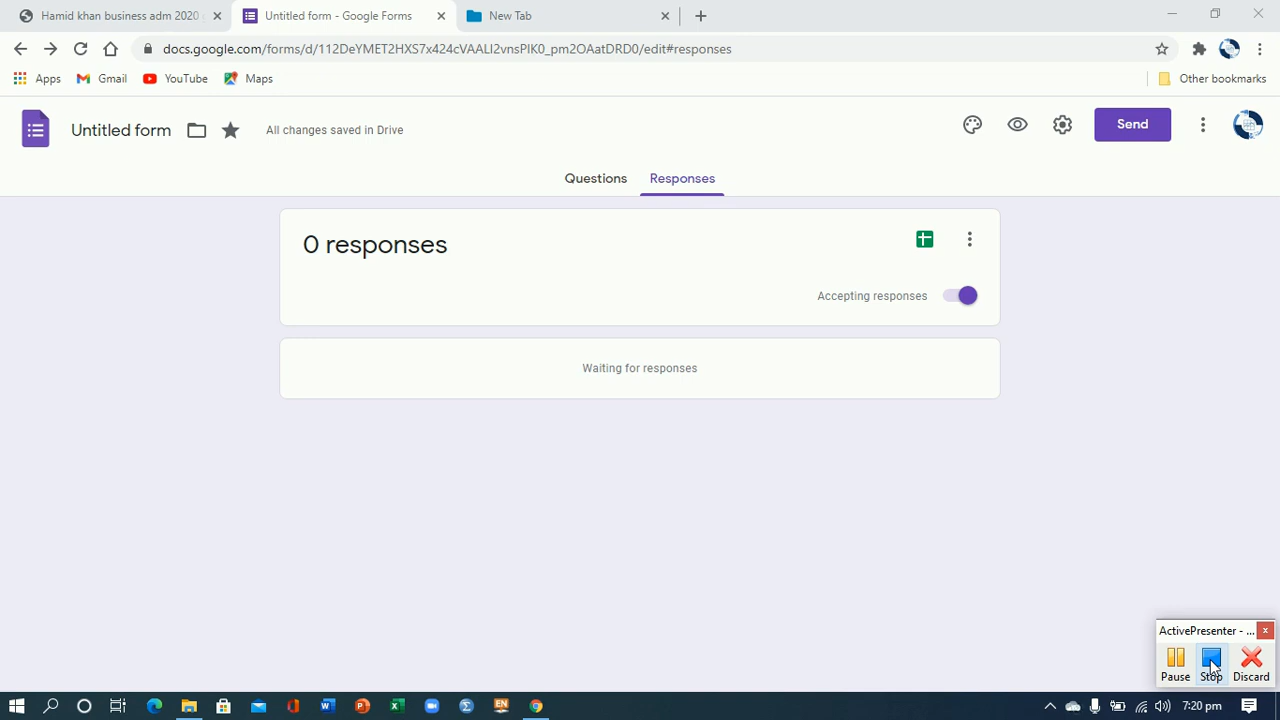 Hamid khan business adm 2020
Untitled form - Google Forms
New Tab
docs.google.com/forms/d/112DeYMET2HXS7x424cVAALI2vnsPlK0_pm2OAatDRD0/edit#responses
Apps
Gmail
YouTube
Maps
Other bookmarks
Untitled form
All changes saved in Drive
Send
Questions
Responses
0 responses
Accepting responses
Waiting for responses
ActivePresenter - ...
Pause
Stop
Discard
EN
7:20 pm